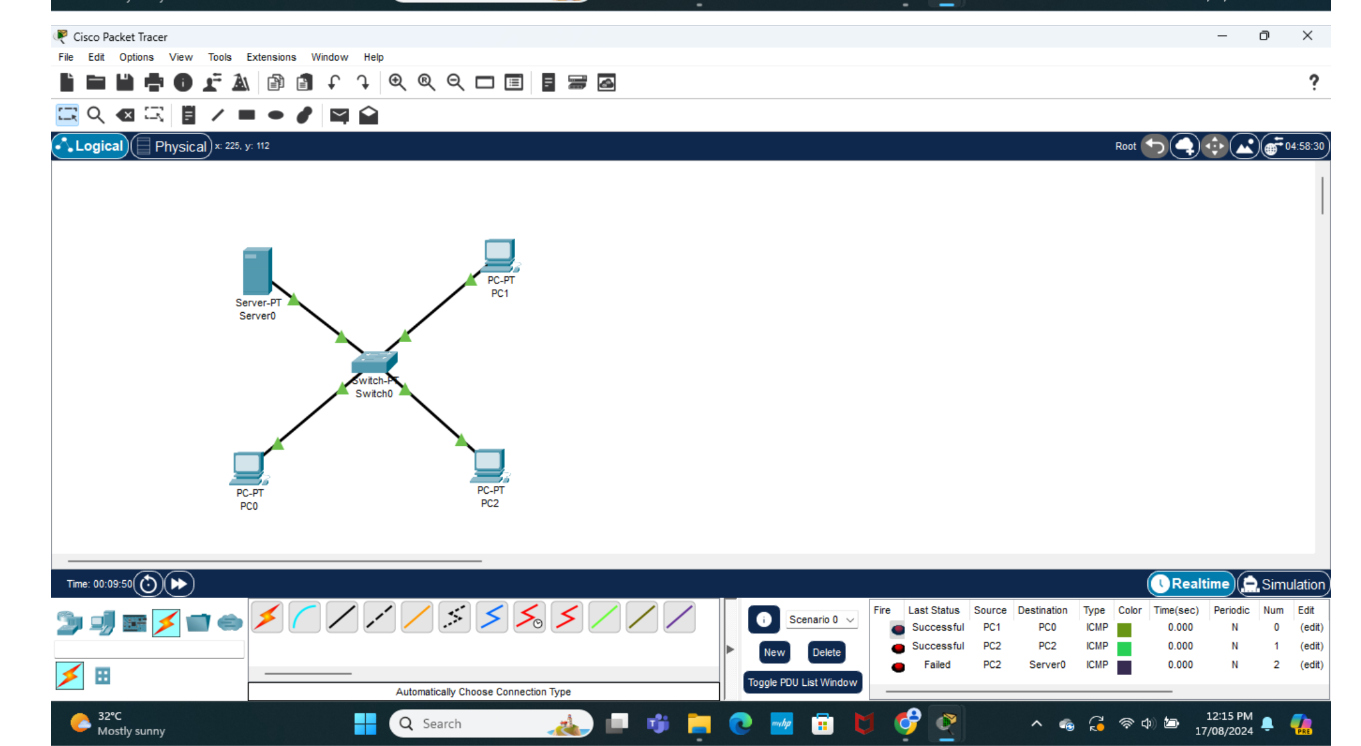 Cisco Packet Tracer
File Edit Options View Tools Extensions Window Help
?
Logical Physical x: 225, y: 112 Root 04:58:30
PC-PT
PC1
Server-PT
Server0
Switch-PT
Switch0
PC-PT
PC0
PC-PT
PC2
Time: 00:09:50 Realtime Simulation
Scenario 0
New Delete
Toggle PDU List Window
Fire Last Status Source Destination Type Color Time(sec) Periodic Num Edit
Successful PC1 PC0 ICMP 0.000 N 0 (edit)
Successful PC2 PC2 ICMP 0.000 N 1 (edit)
Failed PC2 Server0 ICMP 0.000 N 2 (edit)
Automatically Choose Connection Type
32°C
Mostly sunny
Search
12:15 PM
17/08/2024
PRE